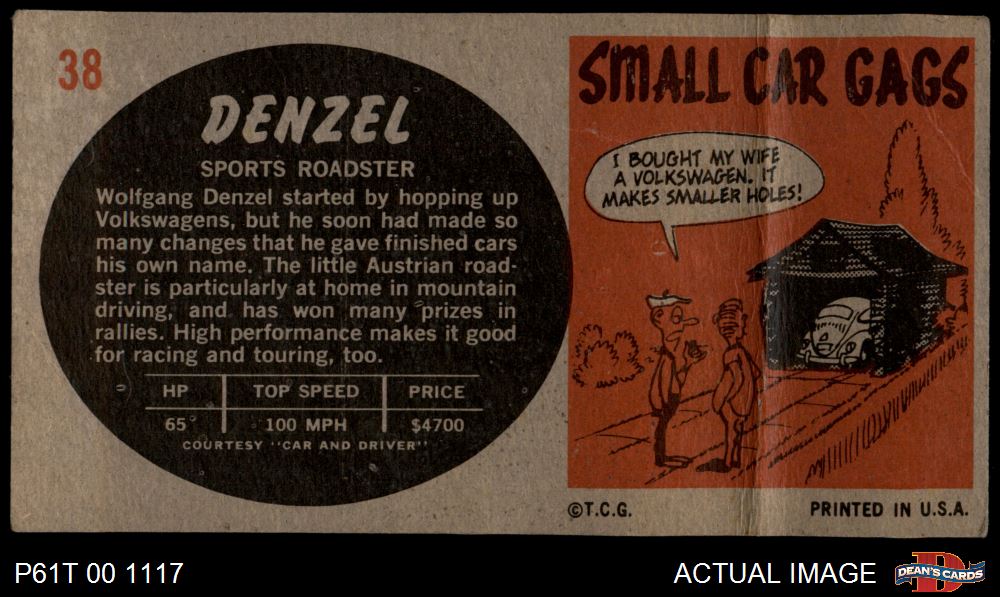 38
DENZEL
SPORTS ROADSTER
Wolfgang Denzel started by hopping up
Volkswagens, but he soon had made so
many changes that he gave finished cars
his own name. The little Austrian road-
ster is particularly at home in mountain
driving, and has won many prizes in
rallies. High performance makes it good
for racing and touring, too.
HP TOP SPEED PRICE
65 100 MPH $4700
COURTESY "CAR AND DRIVER"
SMALL CAR GAGS
I BOUGHT MY WIFE
A VOLKSWAGEN. IT
MAKES SMALLER HOLES!
©T.C.G. PRINTED IN U.S.A.
P61T 00 1117
ACTUAL IMAGE
D
DEAN'S CARDS